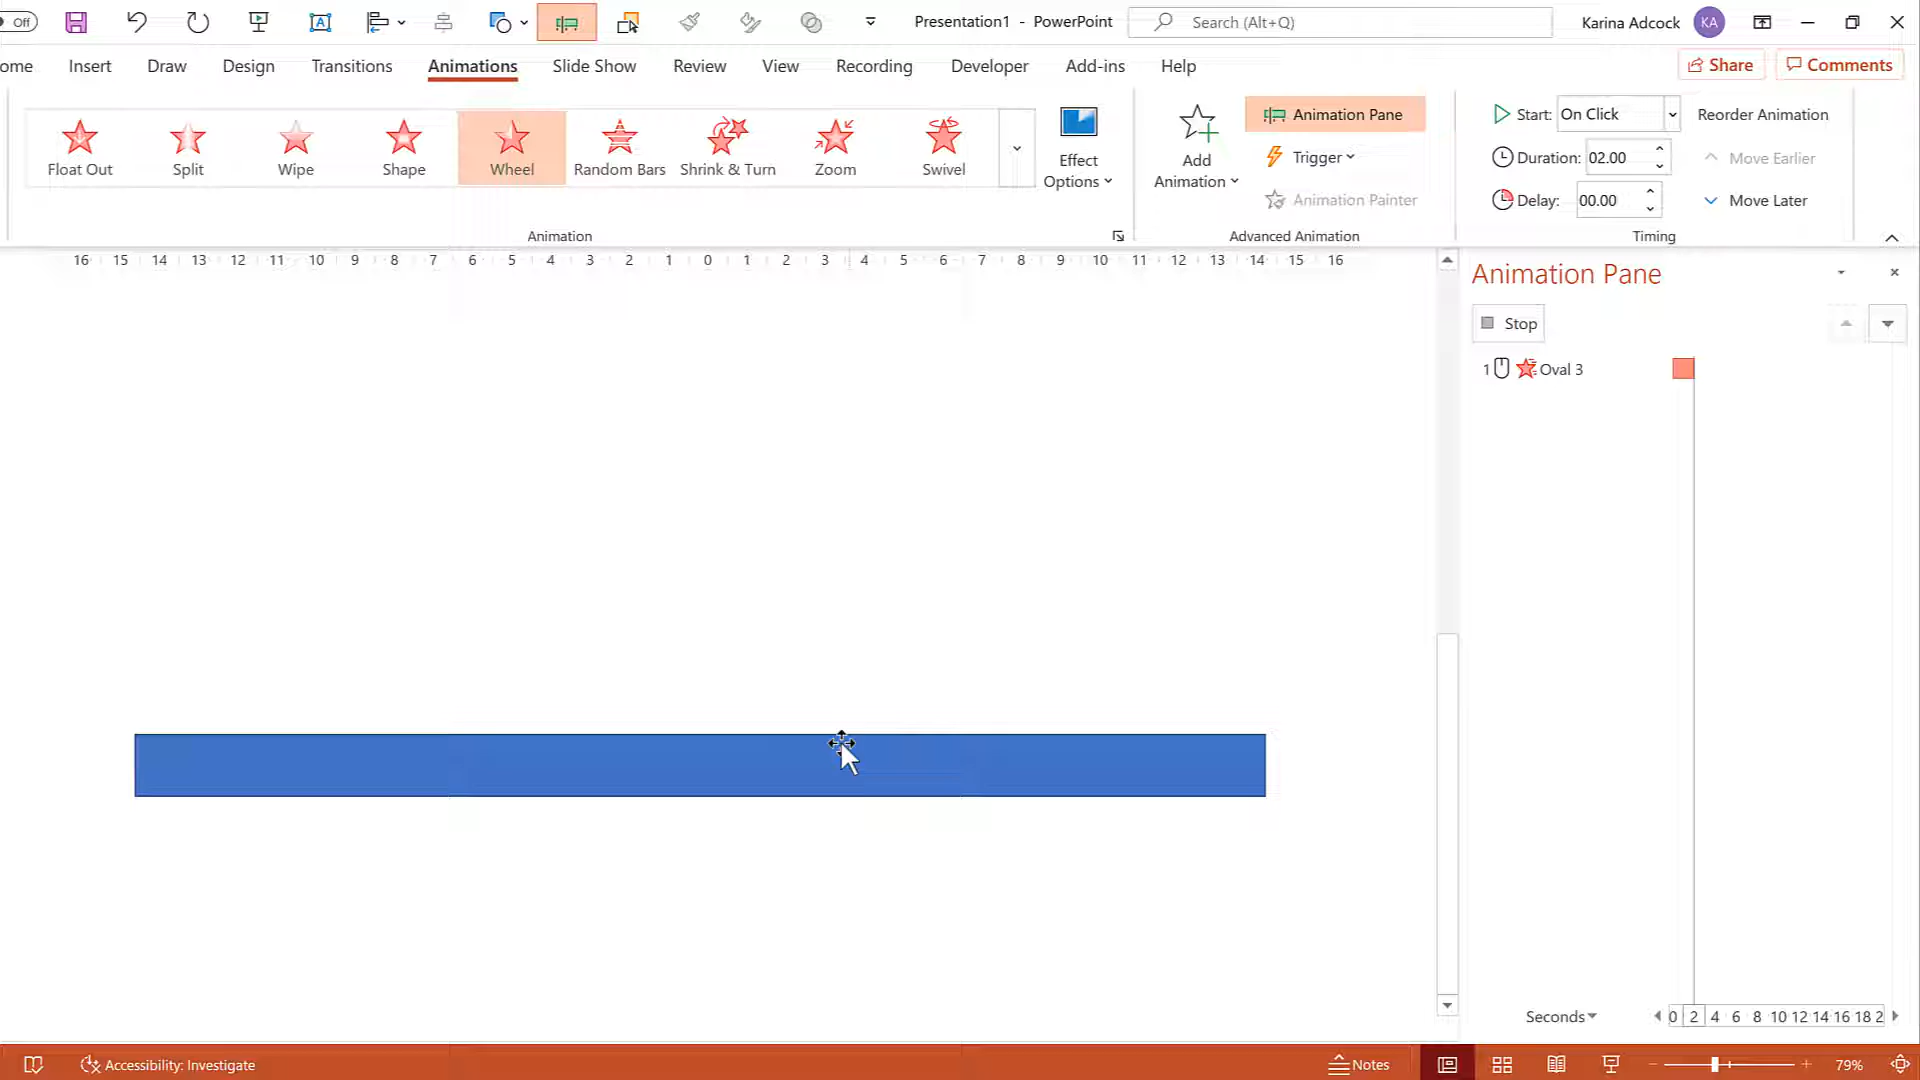 Off
Presentation1 - PowerPoint
Search (Alt+Q)
Karina Adcock
KA
ome
Insert
Draw
Design
Transitions
Animations
Slide Show
Review
View
Recording
Developer
Add-ins
Help
Share
Comments
Float Out
Split
Wipe
Shape
Wheel
Random Bars
Shrink & Turn
Zoom
Swivel
Effect
Options
Add
Animation
Animation Pane
Trigger
Animation Painter
Start: On Click
Duration: 02.00
Delay: 00.00
Reorder Animation
Move Earlier
Move Later
Animation
Advanced Animation
Timing
16 15 14 13 12 11 10 9 8 7 6 5 4 3 2 1 0 1 2 3 4 5 6 7 8 9 10 11 12 13 14 15 16
Animation Pane
Stop
1 Oval 3
Seconds
0 2 4 6 8 10 12 14 16 18 2
Accessibility: Investigate
Notes
79%